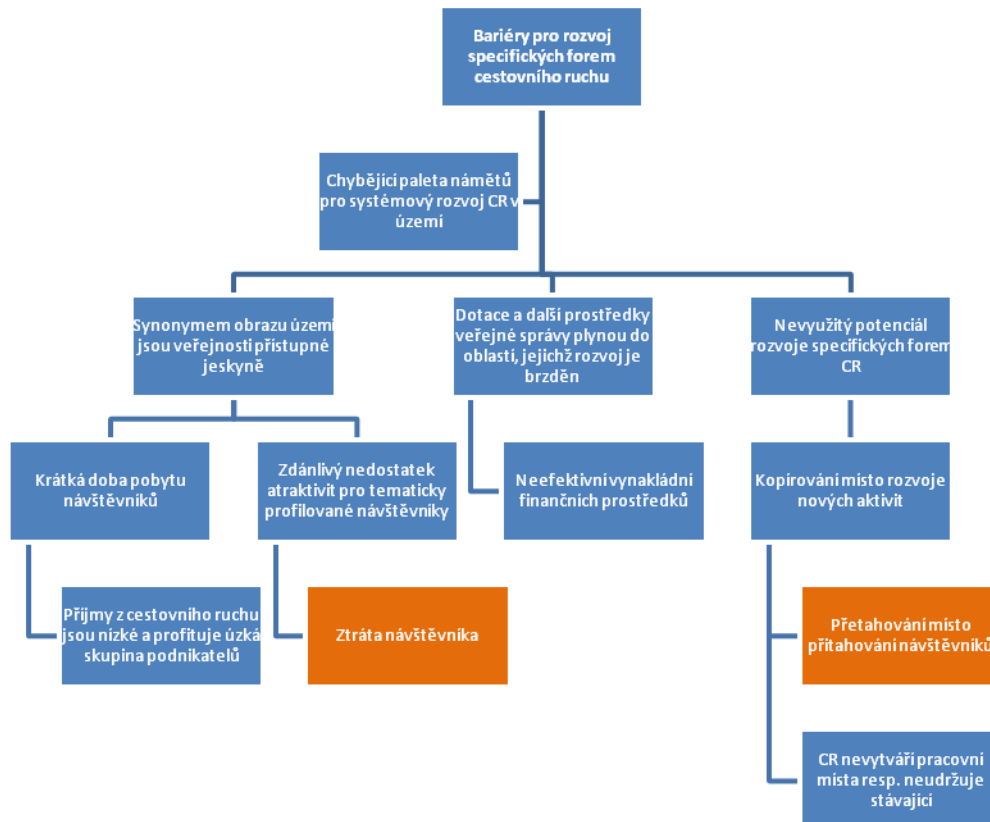 Bariéry pro rozvoj
specifických forem
cestovního ruchu
Chybějící paleta námětů
pro systémový rozvoj CR v
území
Synonymem obrazu území
jsou veřejnosti přístupné
jeskyně
Dotace a další prostředky
veřejné správy plynou do
oblastí, jejichž rozvoj je
brzděn
Nevyužitý potenciál
rozvoje specifických forem
CR
Krátká doba pobytu
návštěvníků
Zdánlivý nedostatek
atraktivit pro tematicky
profilované návštěvníky
Neefektivní vynakládní
finančních prostředků
Kopírování místo rozvoje
nových aktivit
Příjmy z cestovního ruchu
jsou nízké a profituje úzká
skupina podnikatelů
Ztráta návštěvníka
Přetahování místo
přitahování návštěvníků
CR nevytváří pracovní
místa resp. neudržuje
stávající